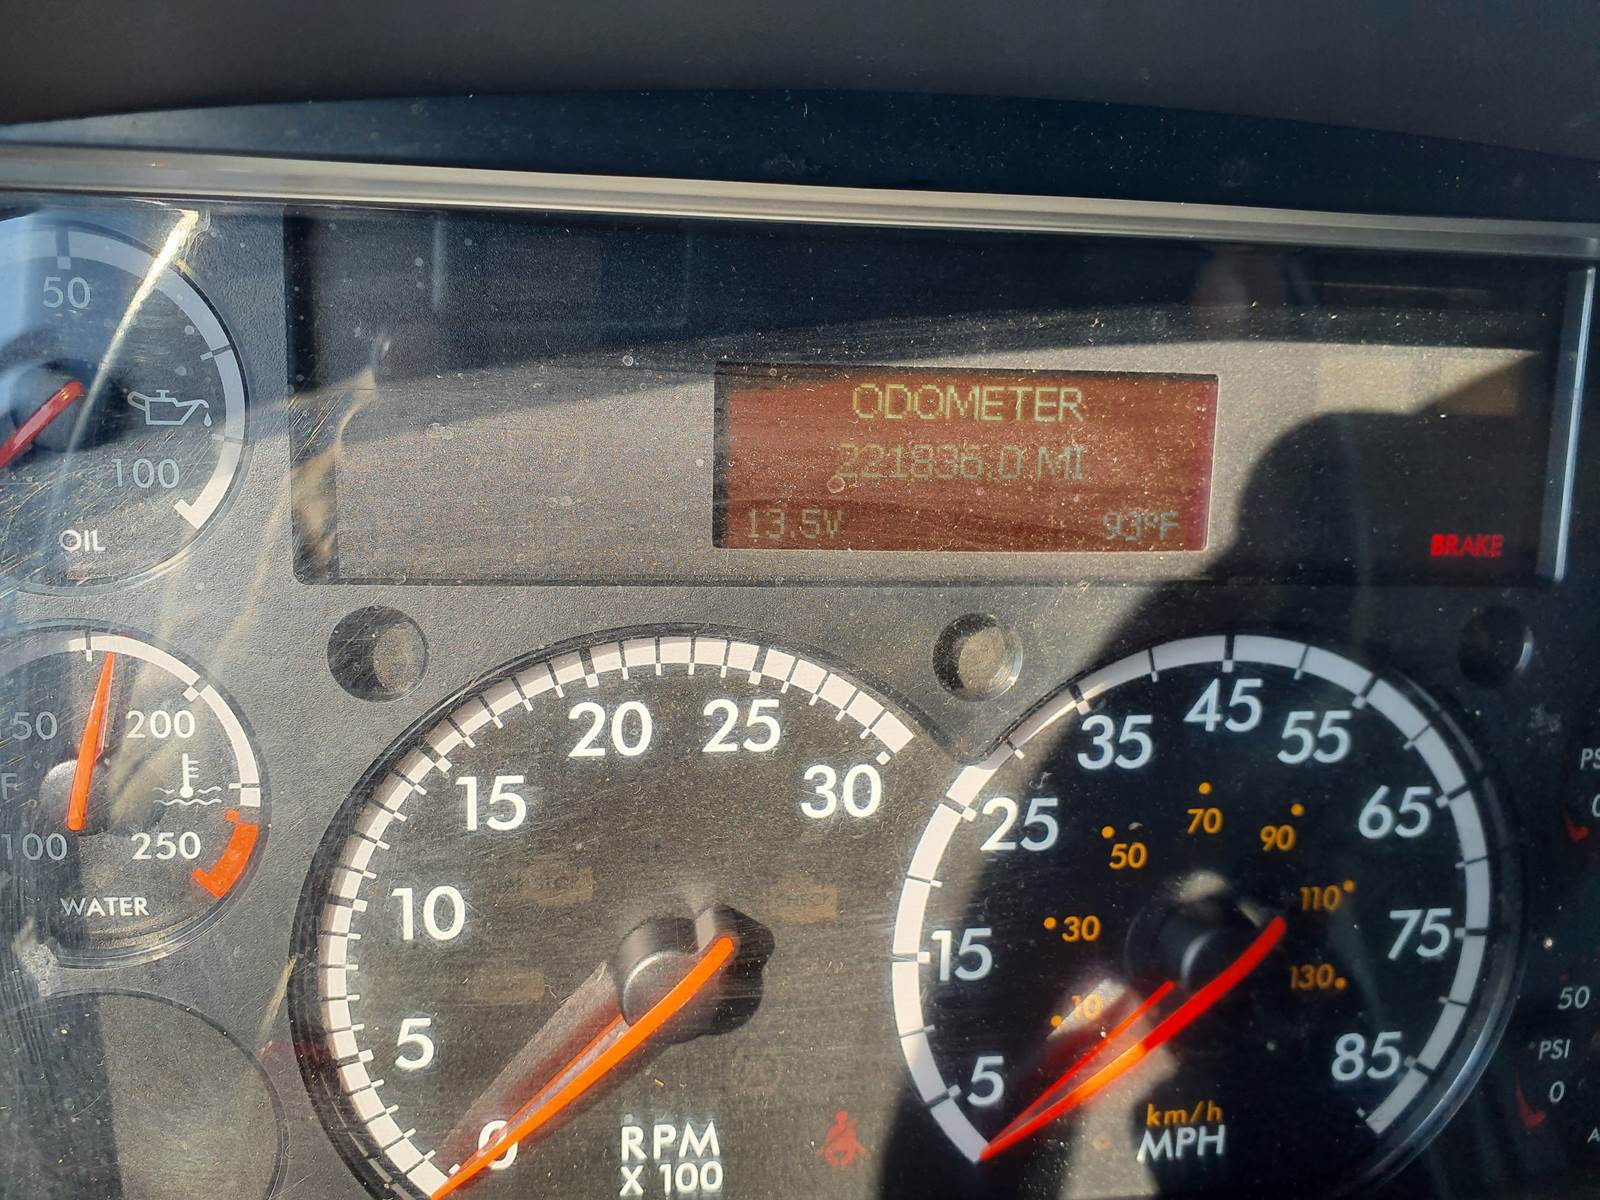 ODOMETER
221836.0 MI
13.5V 93°F
BRAKE
50
100
OIL
50 200
F
100 250
WATER
0 5 10 15 20 25 30
RPM
X 100
5 15 25 35 45 55 65 75 85
10 30 50 70 90 110 130
km/h
MPH
50
PSI
0